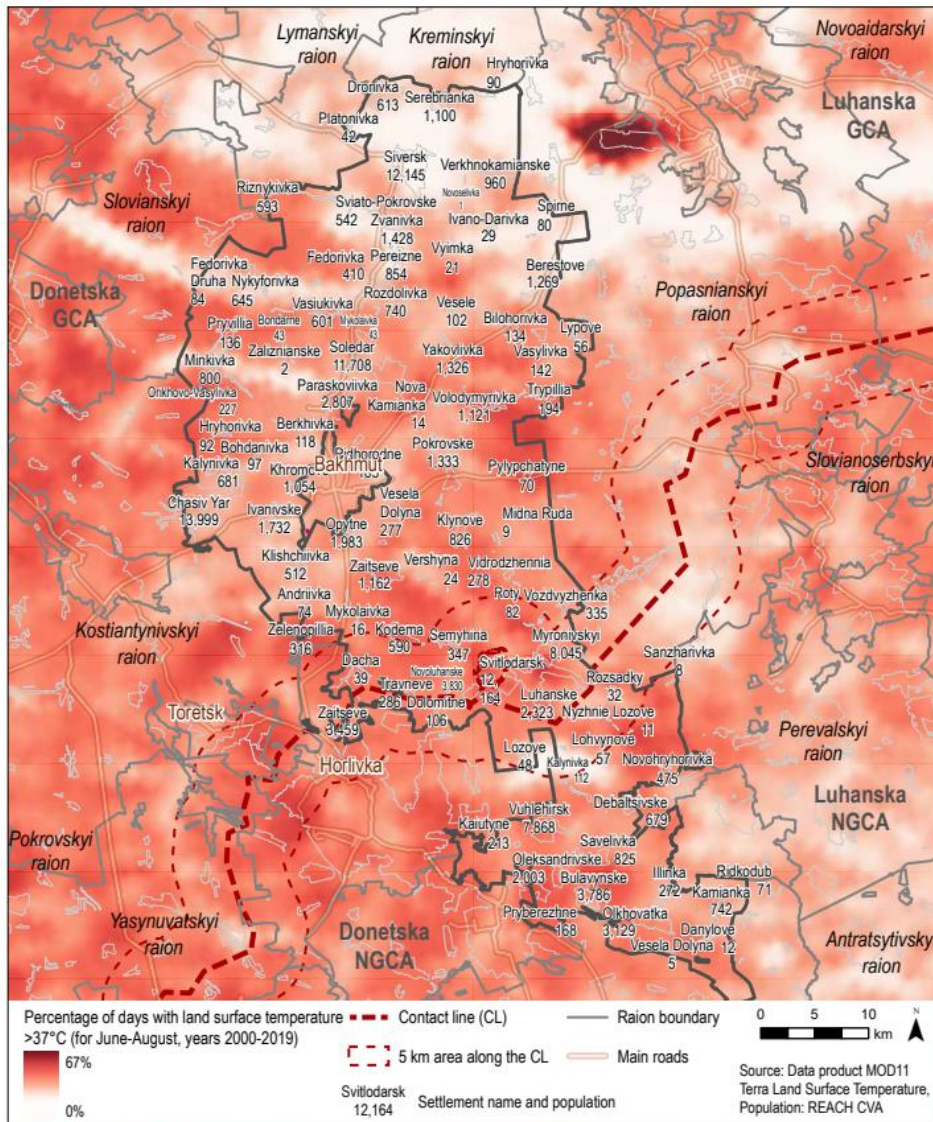 Lymanskyi
raion
Kreminskyi
raion
Novoaidarskyi
raion
Hryhorivka
90
Dronivka
613
Serebrianka
1,100
Luhanska
GCA
Platonivka
42
Siversk
12,145
Verkhnokamianske
960
Riznykivka
593
Novoselivka
1
Slovianskyi
raion
Sviato-Pokrovske
542
Zvanivka
1,428
Ivano-Darivka
29
Spirne
80
Vyimka
21
Fedorivka
Druha
84
Nykyforivka
645
Fedorivka
410
Pereizne
854
Berestove
1,269
Donetska
GCA
Vasiukivka
601
Rozdolivka
740
Vesele
102
Popasnianskyi
raion
Pryvillia
136
Bondarne
43
Mykolaivka
43
Bilohorivka
134
Lypove
56
Zaliznianske
2
Soledar
11,708
Yakovlivka
1,326
Vasylivka
142
Minkivka
800
Orikhovo-Vasylivka
227
Paraskoviivka
2,807
Nova
Kamianka
14
Volodymyrivka
1,121
Trypillia
194
Hryhorivka
92
Berkhivka
118
Bohdanivka
97
Pidhorodne
Bakhmut
Pokrovske
1,333
Slovianoserbskyi
raion
Kalynivka
681
Khromove
1,054
Pylypchatyne
70
Chasiv Yar
13,999
Ivanivske
1,732
Vesela
Dolyna
277
Opytne
1,983
Klynove
826
Midna Ruda
9
Klishchiivka
512
Zaitseve
1,162
Vershyna
24
Vidrodzhennia
278
Andriivka
74
Roty
82
Vozdvyzhenka
335
Kostiantynivskyi
raion
Zelenopillia
316
Mykolaivka
16
Kodema
590
Semyhiria
347
Myronivskyi
8,045
Sanzharivka
8
Dacha
39
Novoluhanske
3,830
Svitlodarsk
12,
164
Rozsadky
32
Travneve
286
Dolomitne
106
Luhanske
2,323
Nyzhnie Lozove
11
Toretsk
Zaitseve
3,459
Perevalskyi
raion
Horlivka
Lozove
48
Kalynivka
112
Lohvynove
57
Novohryhorivka
475
Luhanska
NGCA
Vuhlehirsk
7,868
Debaltsivske
679
Pokrovskyi
raion
Kaiutyne
213
Savelivka
825
Oleksandrivske
2,003
Bulavynske
3,786
Illinka
272
Ridkodub
71
Kamianka
742
Yasynuvatskyi
raion
Donetska
NGCA
Pryberezhne
168
Olkhovatka
3,129
Danylove
12
Vesela Dolyna
5
Antratsytivskyi
raion
Percentage of days with land surface temperature
>37°C (for June-August, years 2000-2019)
67%
0%
Contact line (CL)
5 km area along the CL
Svitlodarsk
12,164
Settlement name and population
Raion boundary
Main roads
0 5 10
km
N
Source: Data product MOD11
Terra Land Surface Temperature,
Population: REACH CVA